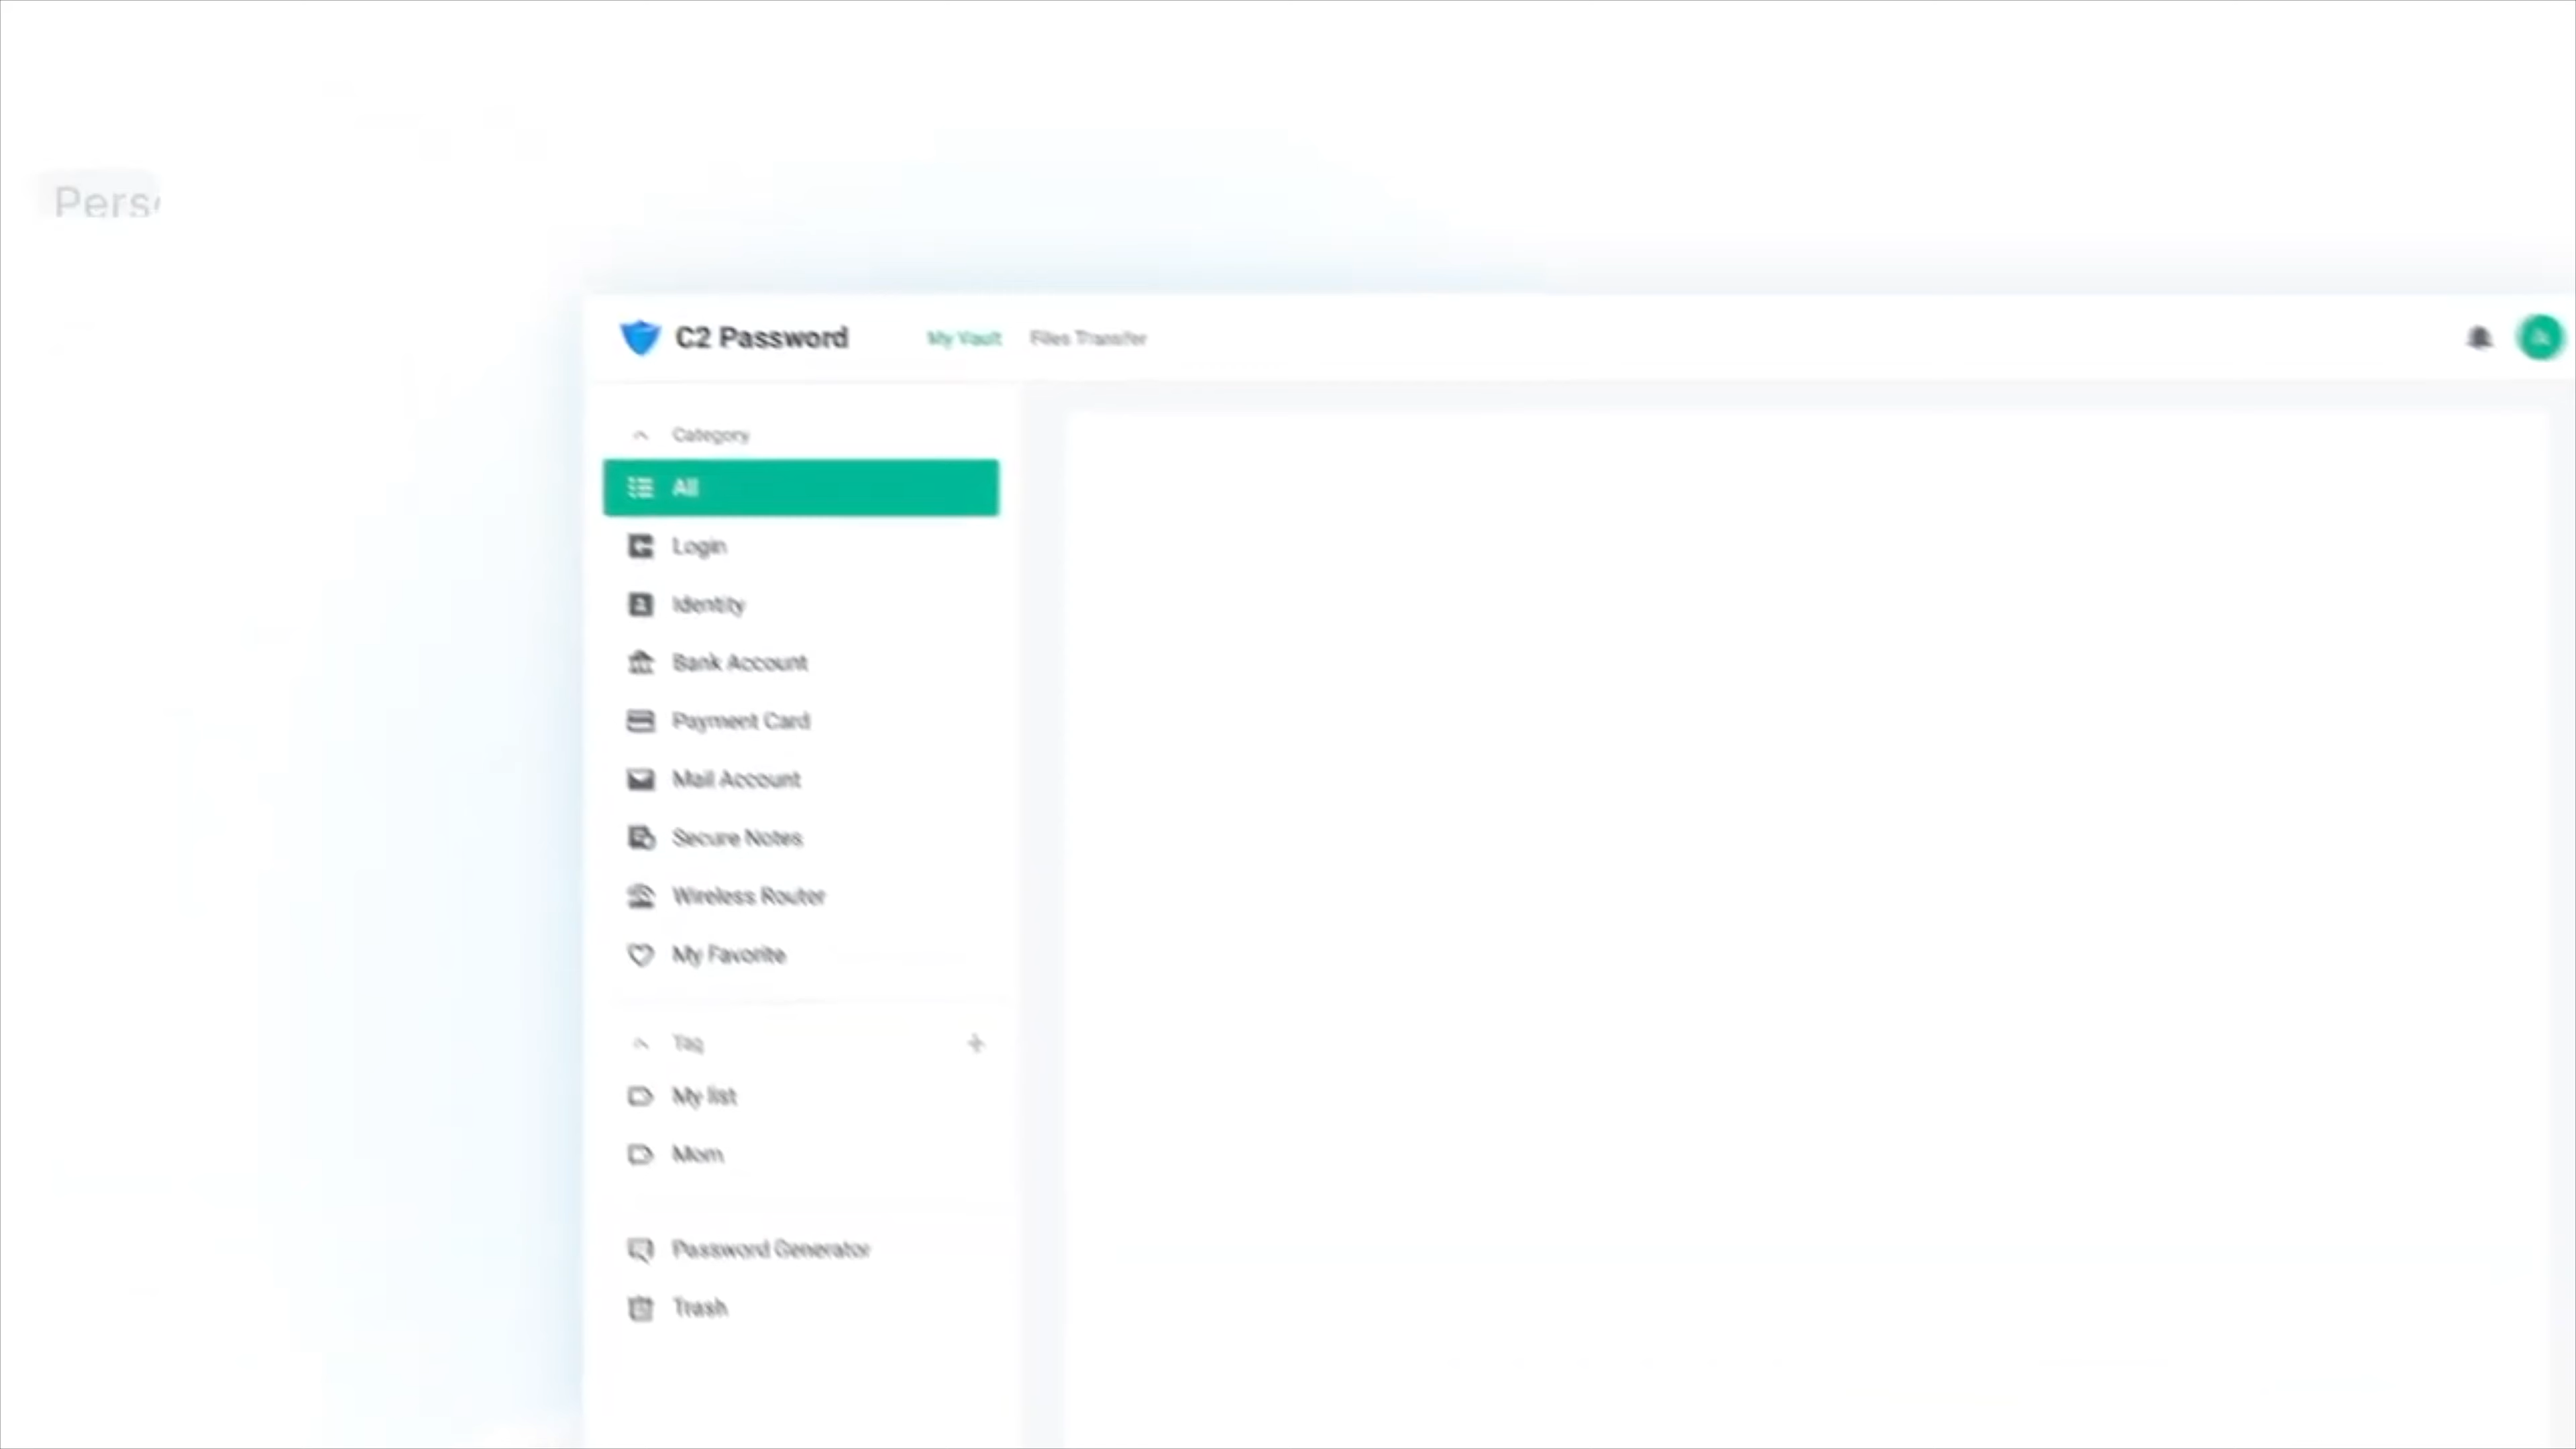 C2 Password My Vault Files Transfer
Category
All
Login
Identity
Bank Account
Payment Card
Mail Account
Secure Notes
Wireless Router
My Favorite
Tag
My list
Mom
Password Generator
Trash